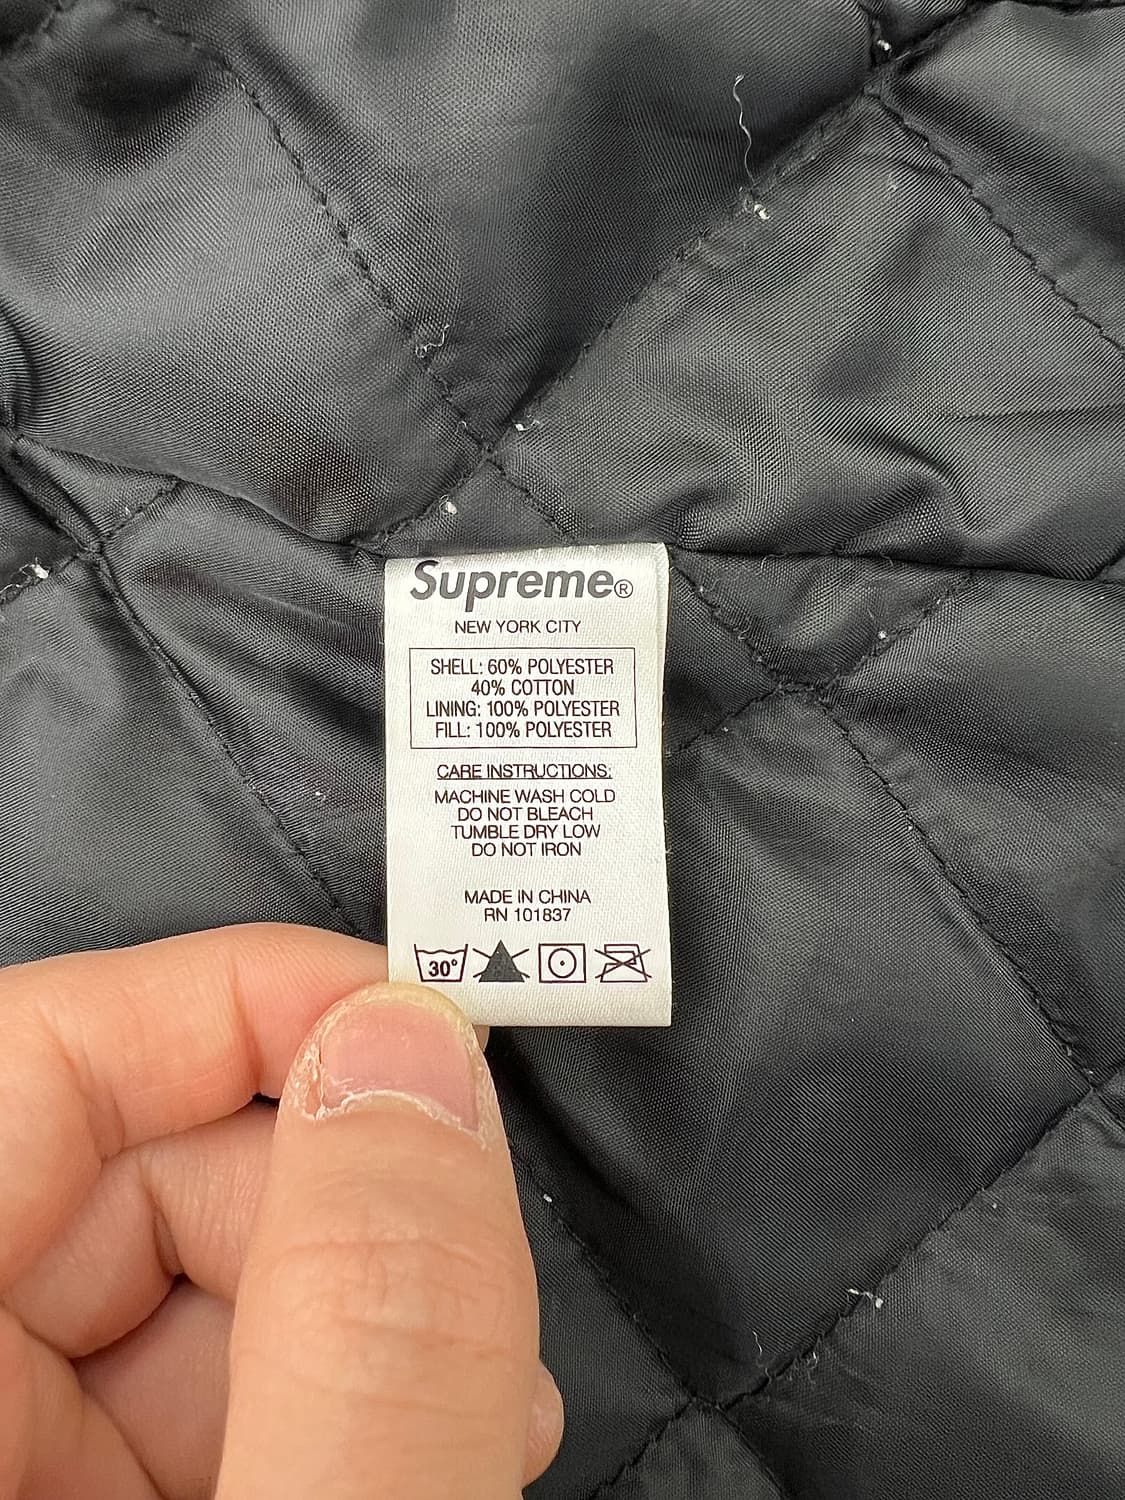 Supreme®
NEW YORK CITY
SHELL: 60% POLYESTER
40% COTTON
LINING: 100% POLYESTER
FILL: 100% POLYESTER
CARE INSTRUCTIONS:
MACHINE WASH COLD
DO NOT BLEACH
TUMBLE DRY LOW
DO NOT IRON
MADE IN CHINA
RN 101837
30°